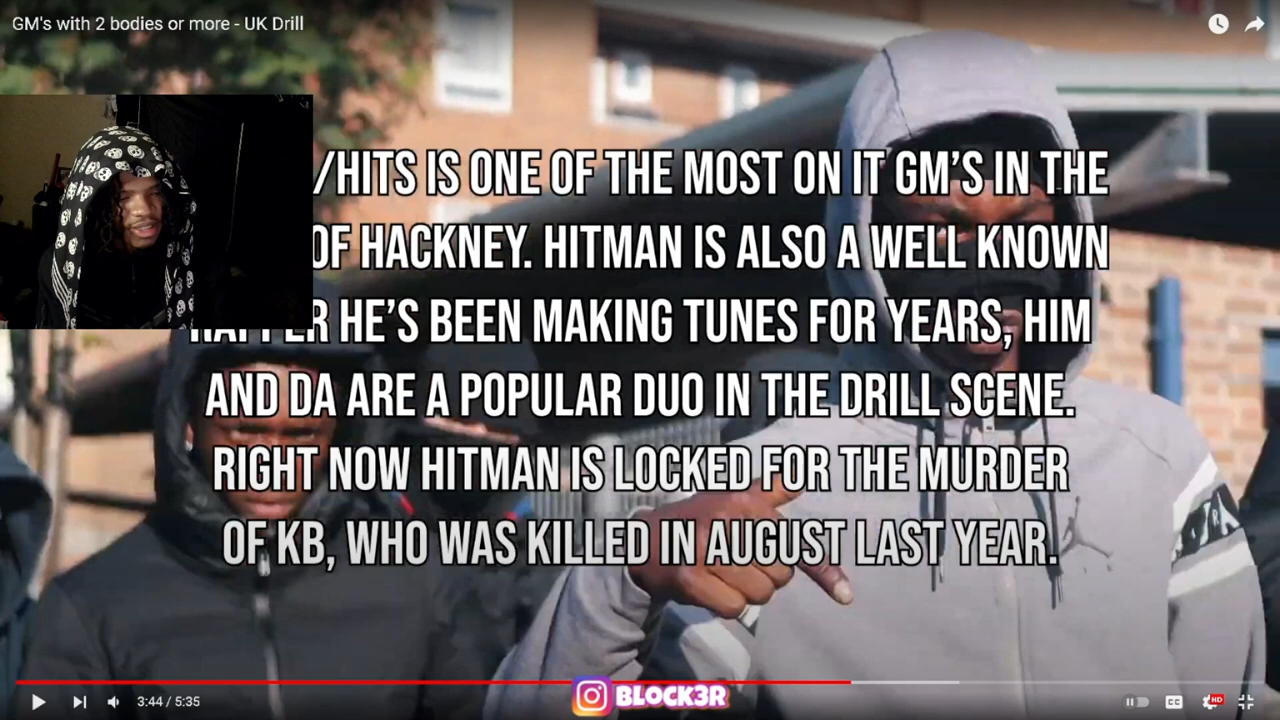 GM's with 2 bodies or more - UK Drill
/HITS IS ONE OF THE MOST ON IT GM'S IN THE
OF HACKNEY. HITMAN IS ALSO A WELL KNOWN
RAPPER HE'S BEEN MAKING TUNES FOR YEARS, HIM
AND DA ARE A POPULAR DUO IN THE DRILL SCENE.
RIGHT NOW HITMAN IS LOCKED FOR THE MURDER
OF KB, WHO WAS KILLED IN AUGUST LAST YEAR.
BLOCK3R
3:44 / 5:35
CC
HD